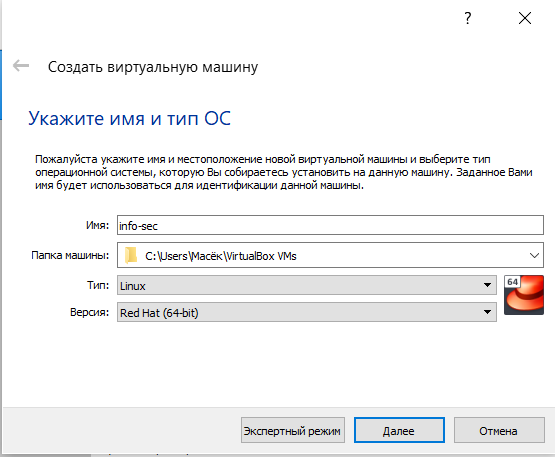 ?
Создать виртуальную машину
Укажите имя и тип ОС
Пожалуйста укажите имя и местоположение новой виртуальной машины и выберите тип
операционной системы, которую Вы собираетесь установить на данную машину. Заданное Вами
имя будет использоваться для идентификации данной машины.
Имя: info-sec
Папка машины: C:\Users\Масёк\VirtualBox VMs
Тип: Linux
64
Версия: Red Hat (64-bit)
Экспертный режим Далее Отмена